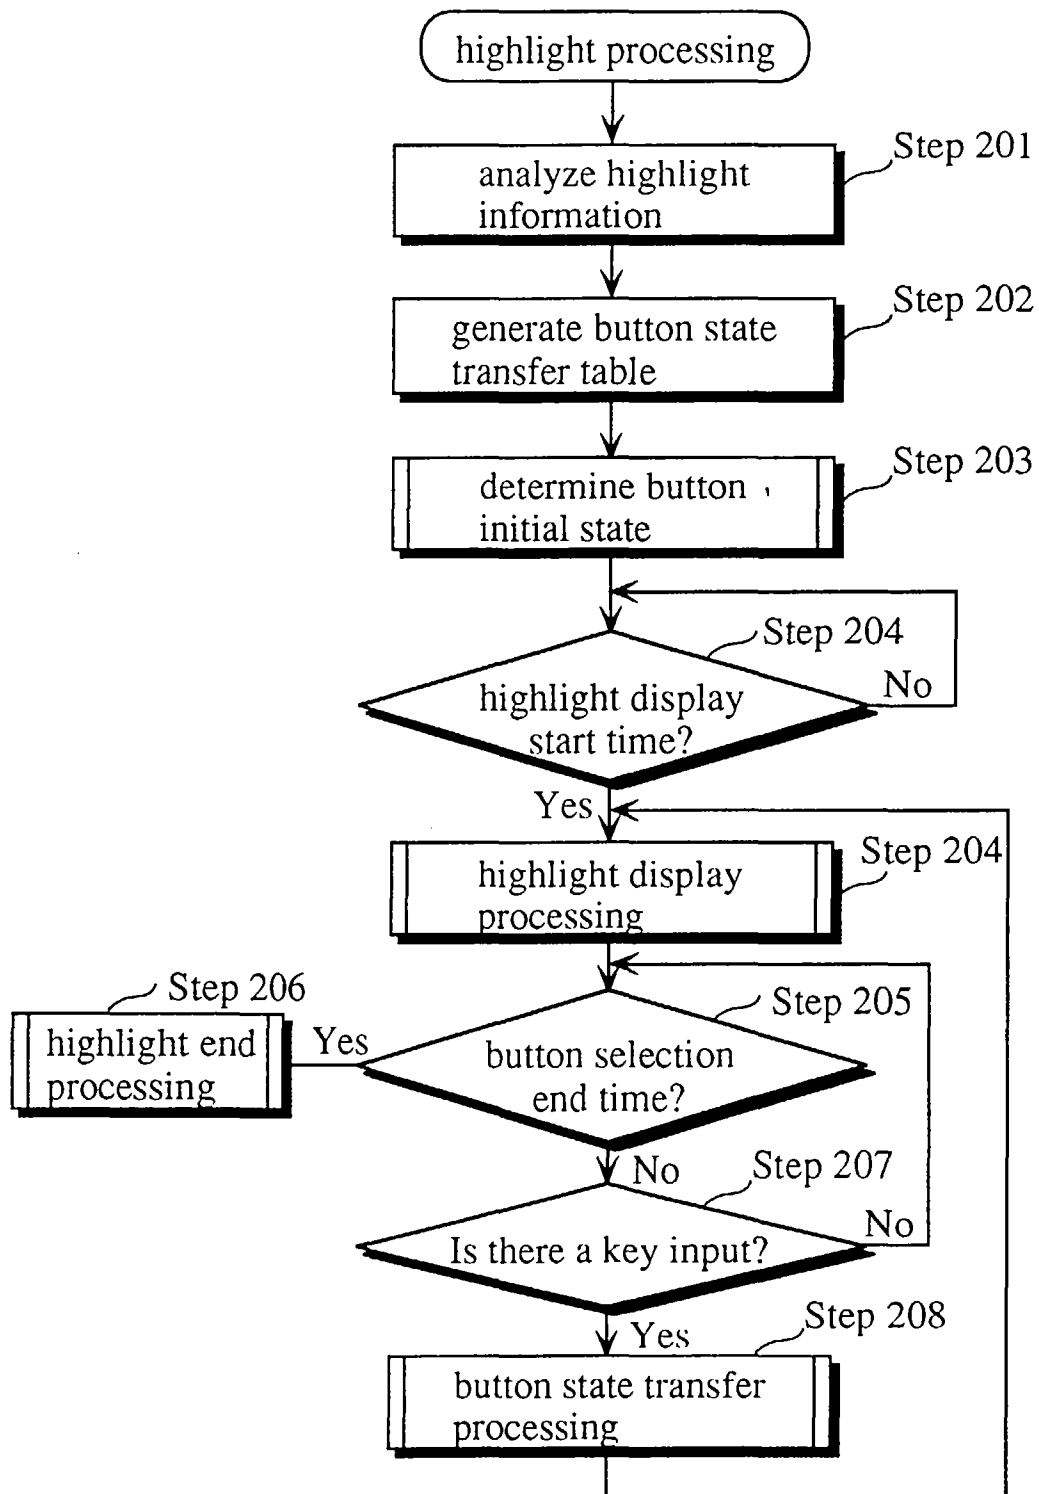 highlight processing
Step 201
analyze highlight
information
Step 202
generate button state
transfer table
Step 203
determine button
initial state
Step 204
No
highlight display
start time?
Yes
Step 204
highlight display
processing
Step 206
Step 205
highlight end
processing
Yes
button selection
end time?
No
Step 207
No
Is there a key input?
Step 208
Yes
button state transfer
processing